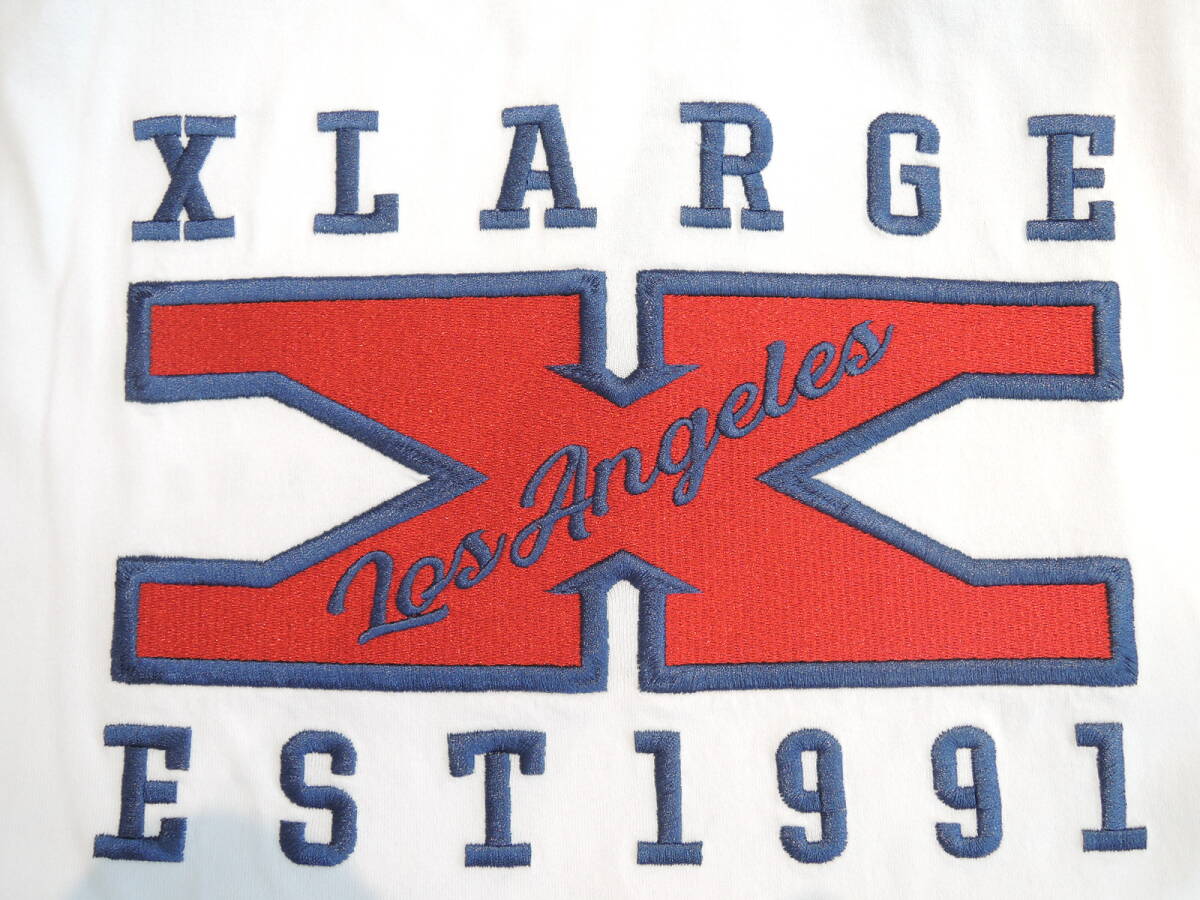 XLARGE
X
Los Angeles
EST1991